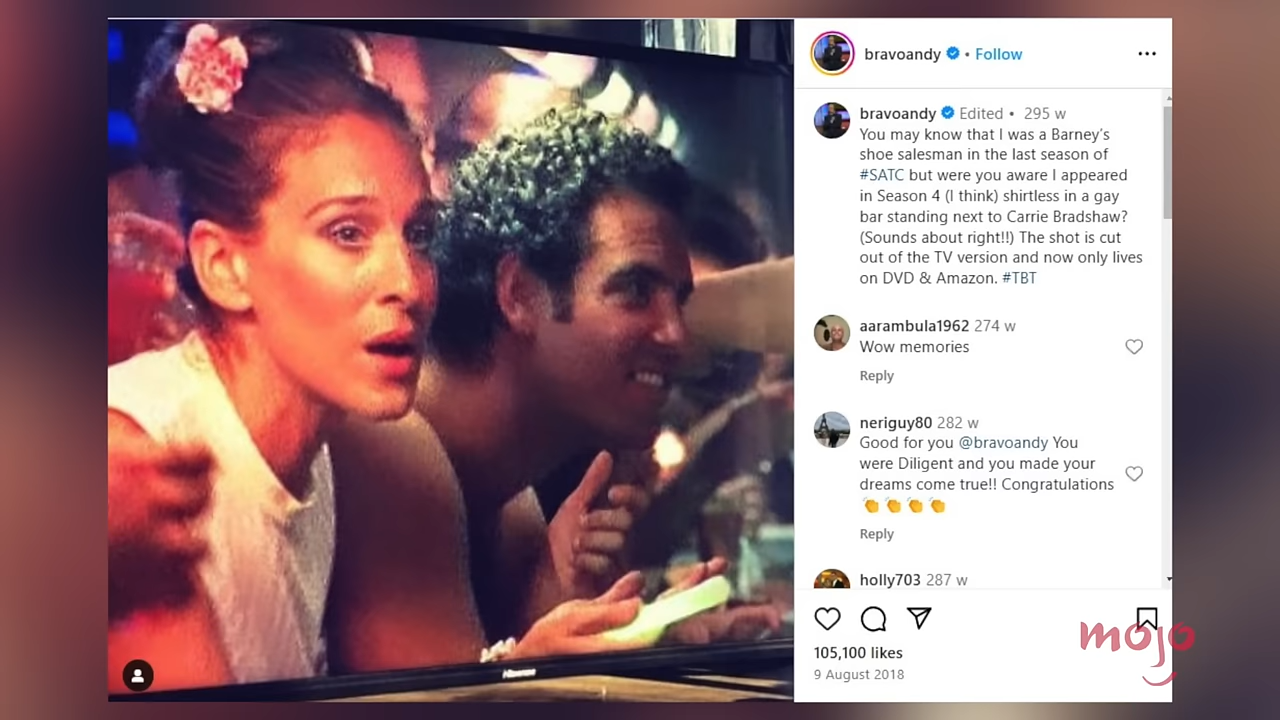 bravoandy • Follow
bravoandy Edited • 295 w
You may know that I was a Barney's
shoe salesman in the last season of
#SATC but were you aware I appeared
in Season 4 (I think) shirtless in a gay
bar standing next to Carrie Bradshaw?
(Sounds about right!!) The shot is cut
out of the TV version and now only lives
on DVD & Amazon. #TBT
aarambula1962 274 w
Wow memories
Reply
neriguy80 282 w
Good for you @bravoandy You
were Diligent and you made your
dreams come true!! Congratulations
👏 👏 👏 👏
Reply
holly703 287 w
105,100 likes
9 August 2018
mojo
Hisense